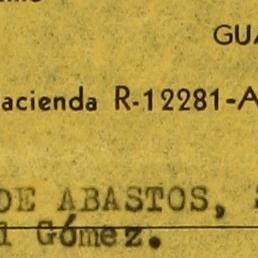 GUA
acienda R-12281-A
DE ABASTOS,
l Gómez.